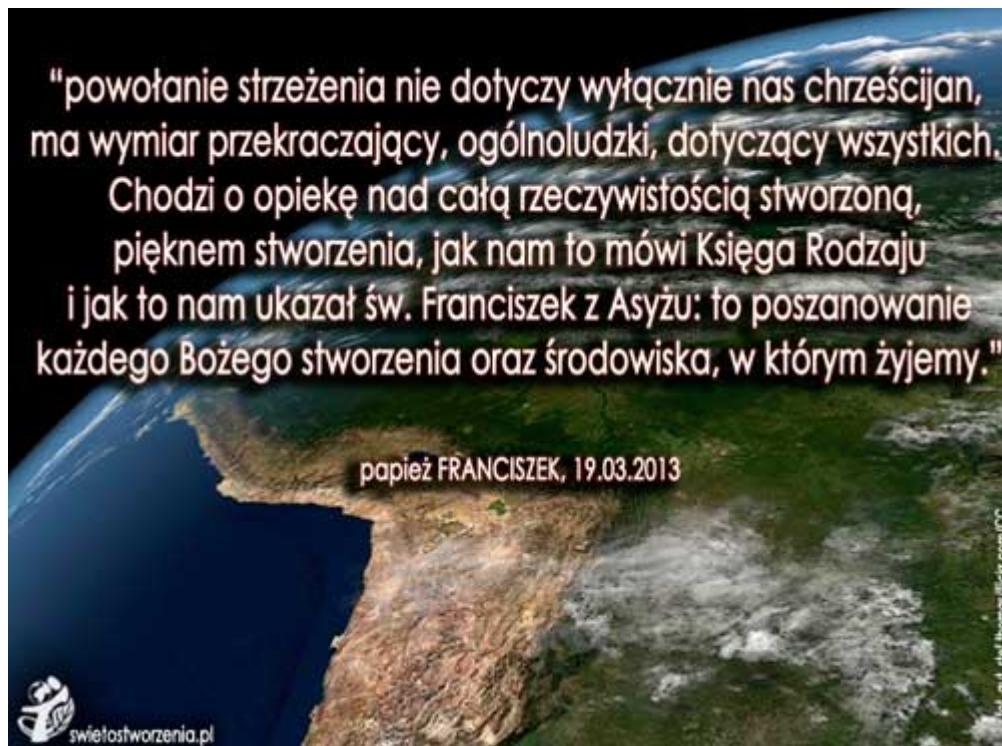 "powołanie strzeżenia nie dotyczy wyłącznie nas chrześcijan,
ma wymiar przekraczający, ogólnoludzki, dotyczący wszystkich.
Chodzi o opiekę nad całą rzeczywistością stworzoną,
pięknem stworzenia, jak nam to mówi Księga Rodzaju
i jak to nam ukazał św. Franciszek z Asyżu: to poszanowanie
każdego Bożego stworzenia oraz środowiska, w którym żyjemy."
papież FRANCISZEK, 19.03.2013
swietostworzenia.pl